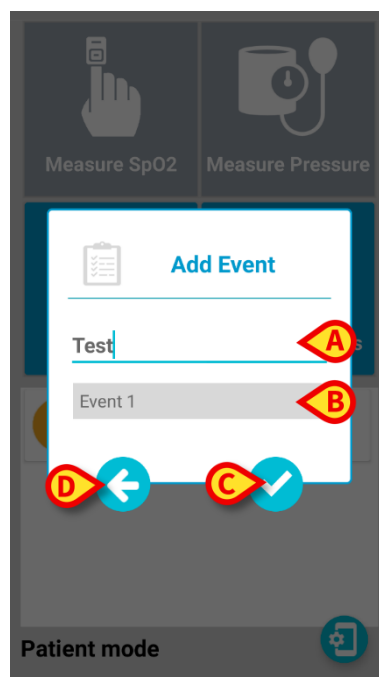 Measure SpO2
Measure Pressure
Add Event
Test
A
s
Event 1
B
D
C
Patient mode